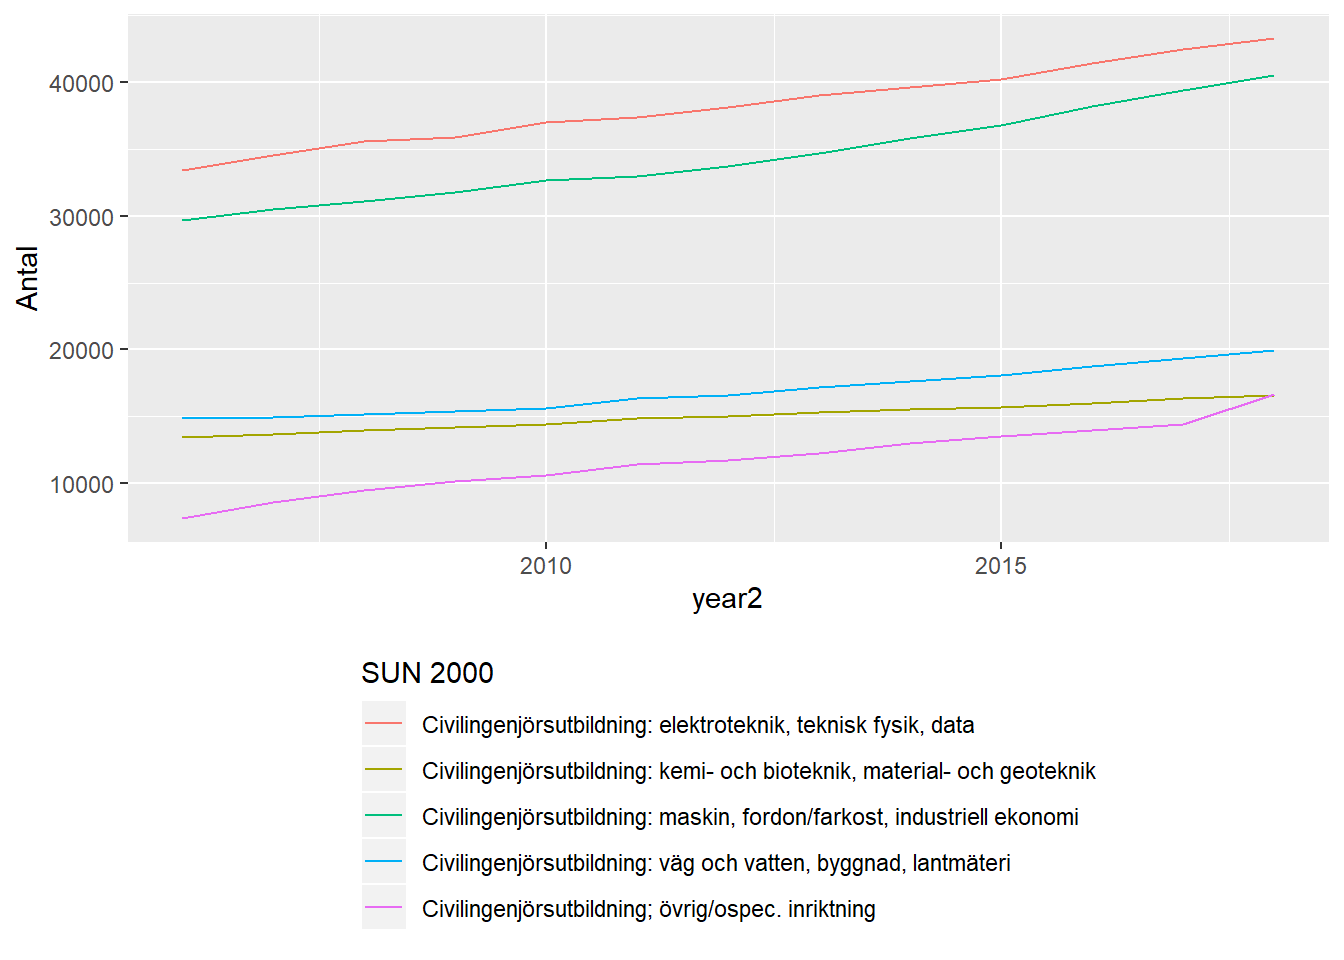 40000
30000
20000
10000
Antal
2010
2015
year2
SUN 2000
Civilingenjörsutbildning: elektroteknik, teknisk fysik, data
Civilingenjörsutbildning: kemi- och bioteknik, material- och geoteknik
Civilingenjörsutbildning: maskin, fordon/farkost, industriell ekonomi
Civilingenjörsutbildning: väg och vatten, byggnad, lantmäteri
Civilingenjörsutbildning; övrig/ospec. inriktning